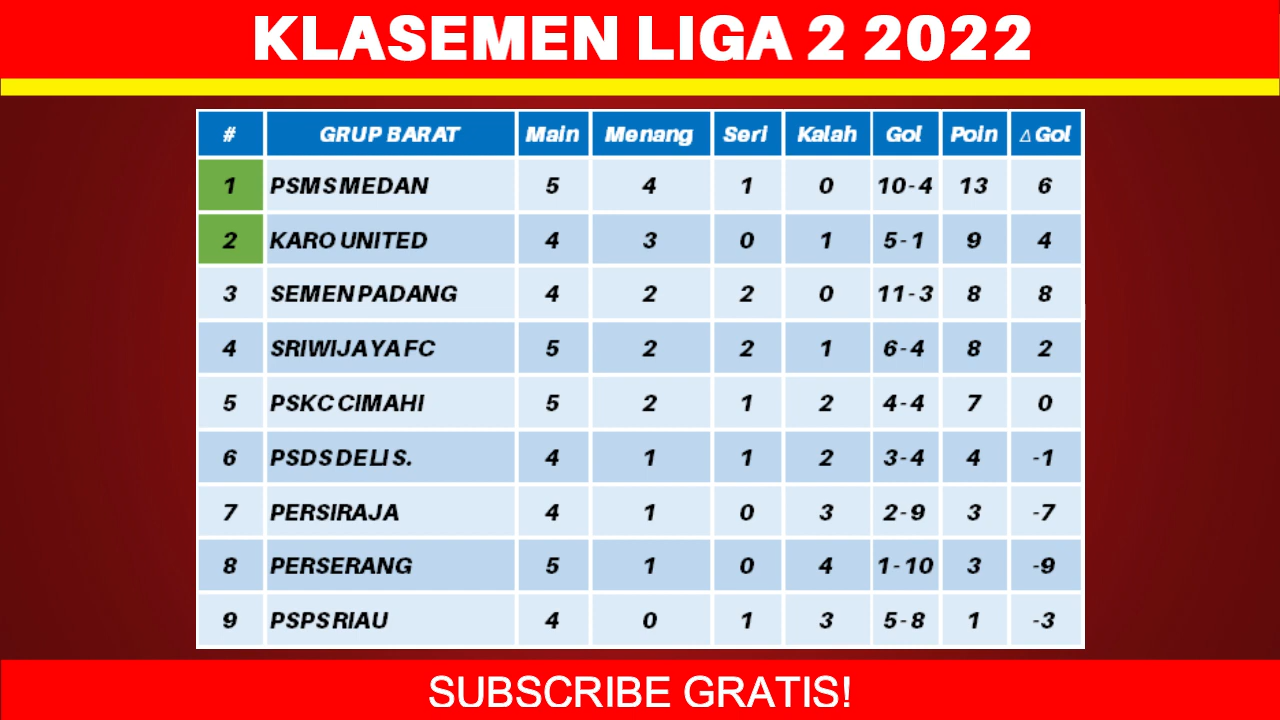 KLASEMEN LIGA 2 2022
# GRUP BARAT Main Menang Seri Kalah Gol Poin △ Gol
1 PSMS MEDAN 5 4 1 0 10-4 13 6
2 KARO UNITED 4 3 0 1 5-1 9 4
3 SEMEN PADANG 4 2 2 0 11-3 8 8
4 SRIWIJAYA FC 5 2 2 1 6-4 8 2
5 PSKC CIMAHI 5 2 1 2 4-4 7 0
6 PSDS DELI S. 4 1 1 2 3-4 4 -1
7 PERSIRAJA 4 1 0 3 2-9 3 -7
8 PERSERANG 5 1 0 4 1-10 3 -9
9 PSPS RIAU 4 0 1 3 5-8 1 -3
SUBSCRIBE GRATIS!